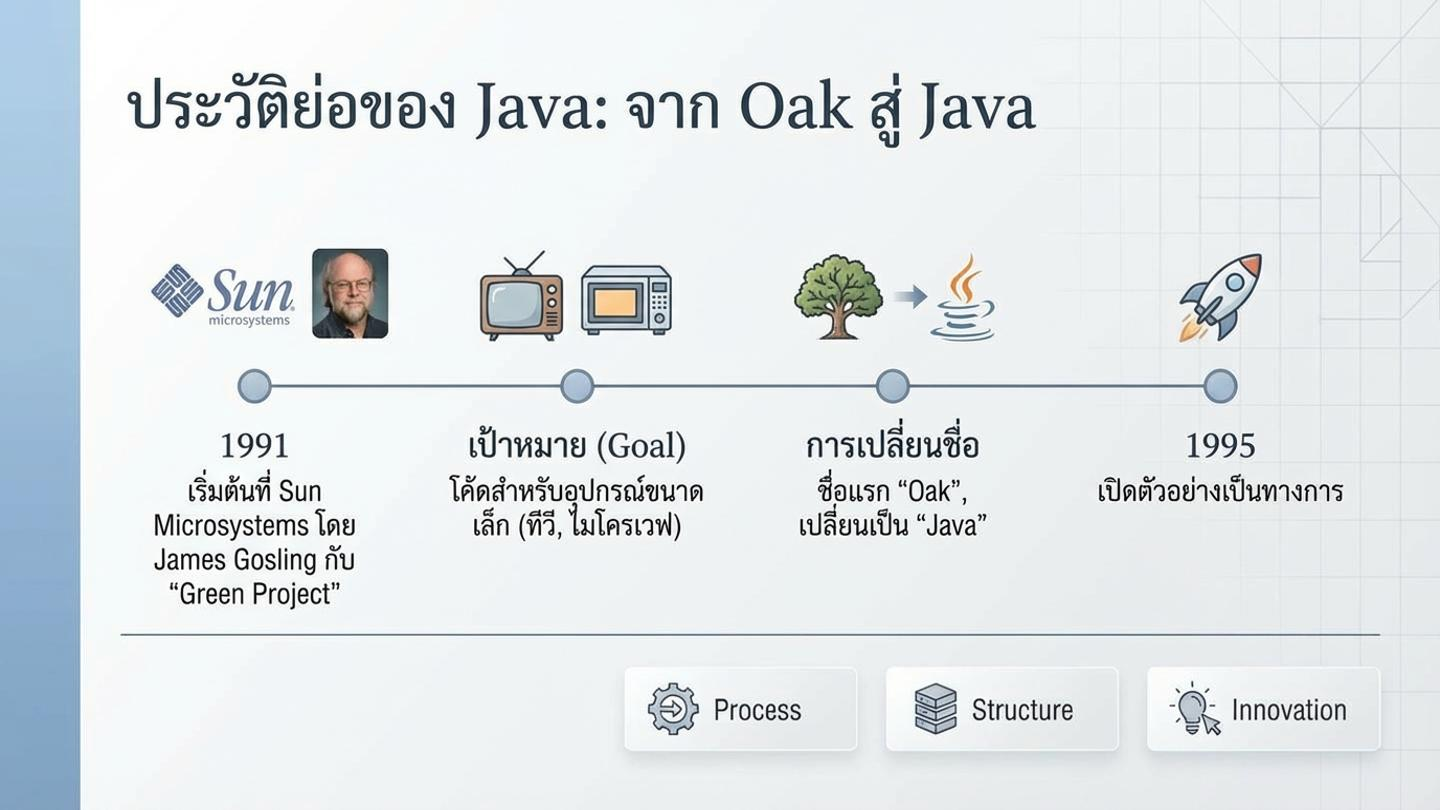 ประวัติย่อของ Java: จาก Oak สู่ Java
Sun
microsystems
1991
เริ่มต้นที่ Sun
Microsystems โดย
James Gosling กับ
“Green Project”
เป้าหมาย (Goal)
โค้ดสำหรับอุปกรณ์ขนาด
เล็ก (ทีวี, ไมโครเวฟ)
การเปลี่ยนชื่อ
ชื่อแรก “Oak”,
เปลี่ยนเป็น “Java”
1995
เปิดตัวอย่างเป็นทางการ
Process
Structure
Innovation